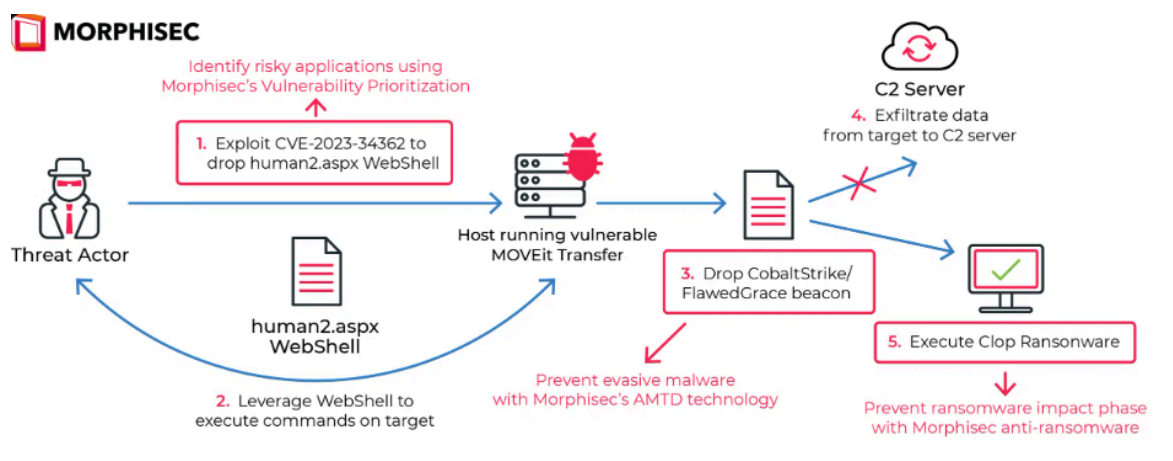 MORPHISEC
Identify risky applications using
Morphisec's Vulnerability Prioritization
1. Exploit CVE-2023-34362 to
drop human2.aspx WebShell
Threat Actor
human2.aspx
WebShell
2. Leverage WebShell to
execute commands on target
Host running vulnerable
MOVEit Transfer
3. Drop CobaltStrike/
FlawedGrace beacon
Prevent evasive malware
with Morphisec's AMTD technology
C2 Server
4. Exfiltrate data
from target to C2 server
5. Execute Clop Ransonware
Prevent ransomware impact phase
with Morphisec anti-ransomware